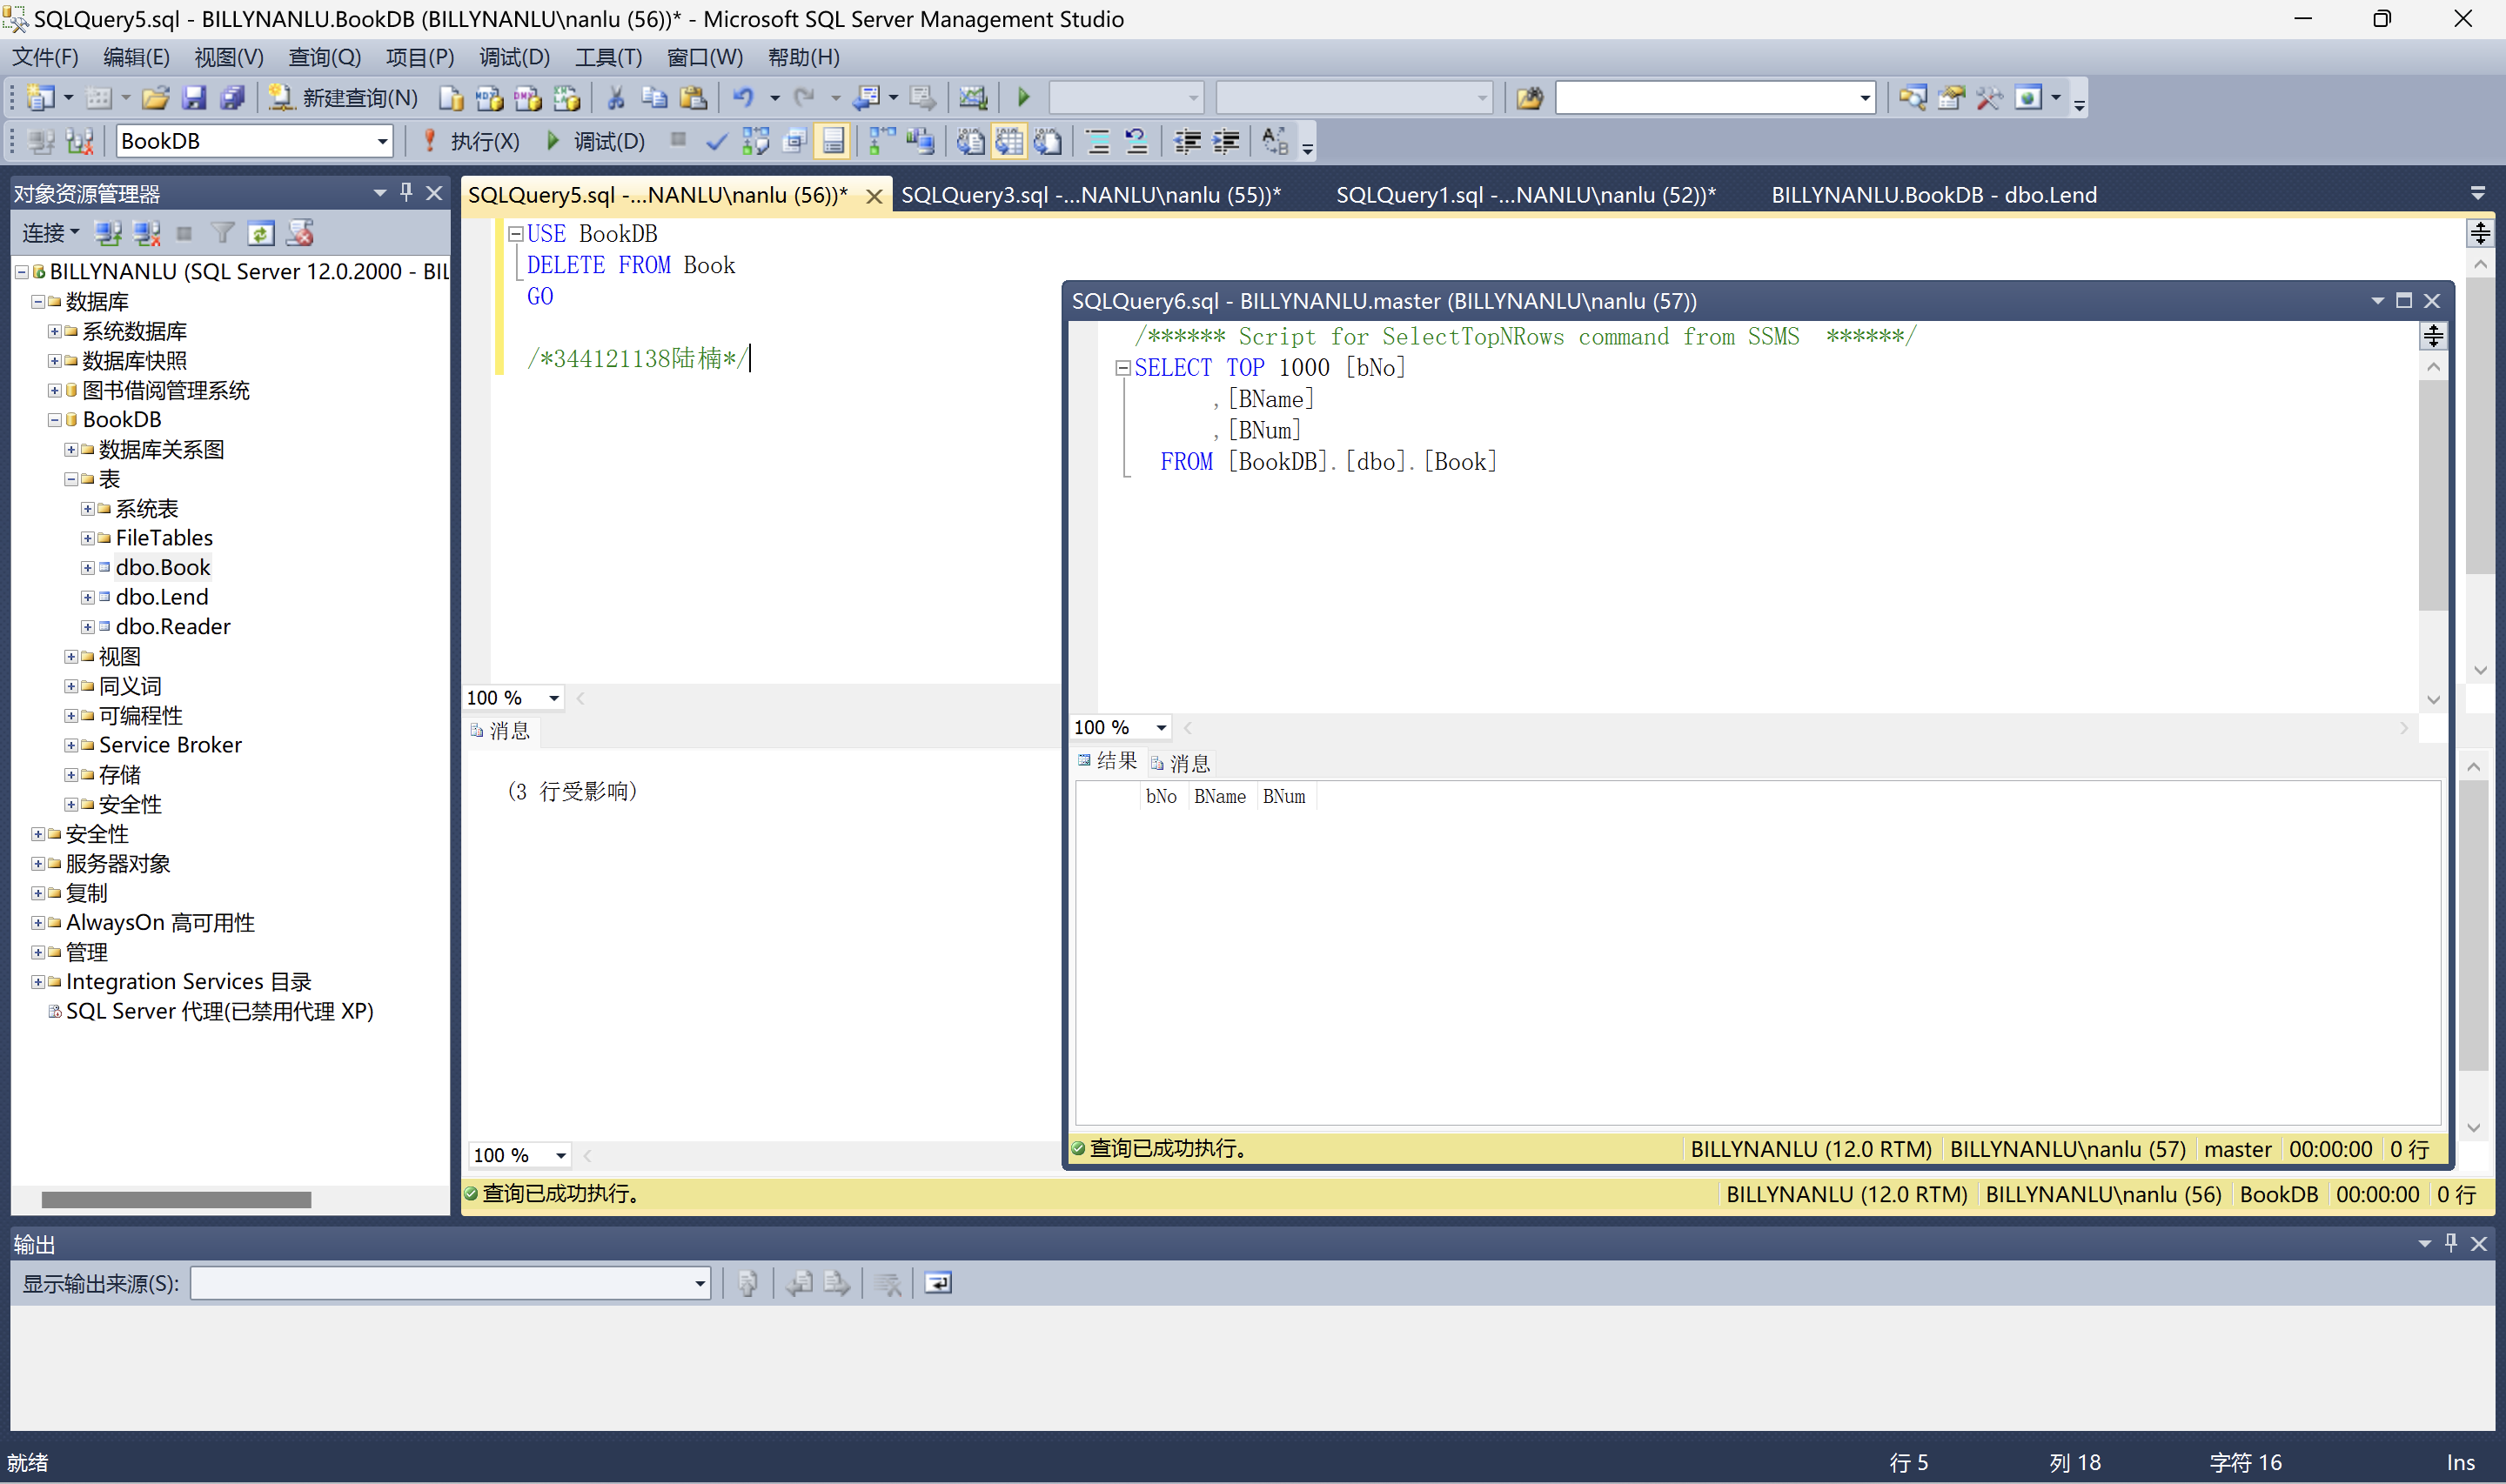 SQLQuery5.sql - BILLYNANLU.BookDB (BILLYNANLU\nanlu (56))* - Microsoft SQL Server Management Studio
文件(F) 编辑(E) 视图(V) 查询(Q) 项目(P) 调试(D) 工具(T) 窗口(W) 帮助(H)
新建查询(N)
BookDB 执行(X) 调试(D)
对象资源管理器
连接
BILLYNANLU (SQL Server 12.0.2000 - BIL
数据库
系统数据库
数据库快照
图书借阅管理系统
BookDB
数据库关系图
表
系统表
FileTables
dbo.Book
dbo.Lend
dbo.Reader
视图
同义词
可编程性
Service Broker
存储
安全性
安全性
服务器对象
复制
AlwaysOn 高可用性
管理
Integration Services 目录
SQL Server 代理(已禁用代理 XP)
SQLQuery5.sql -...NANLU\nanlu (56))* SQLQuery3.sql -...NANLU\nanlu (55))* SQLQuery1.sql -...NANLU\nanlu (52))* BILLYNANLU.BookDB - dbo.Lend
USE BookDB
DELETE FROM Book
GO
/*344121138陆楠*/
100 %
消息
(3 行受影响)
100 %
SQLQuery6.sql - BILLYNANLU.master (BILLYNANLU\nanlu (57))
/****** Script for SelectTopNRows command from SSMS ******/
SELECT TOP 1000 [bNo]
,[BName]
,[BNum]
FROM [BookDB].[dbo].[Book]
100 %
结果 消息
bNo BName BNum
查询已成功执行。 BILLYNANLU (12.0 RTM) BILLYNANLU\nanlu (57) master 00:00:00 0 行
查询已成功执行。 BILLYNANLU (12.0 RTM) BILLYNANLU\nanlu (56) BookDB 00:00:00 0 行
输出
显示输出来源(S):
就绪 行 5 列 18 字符 16 Ins